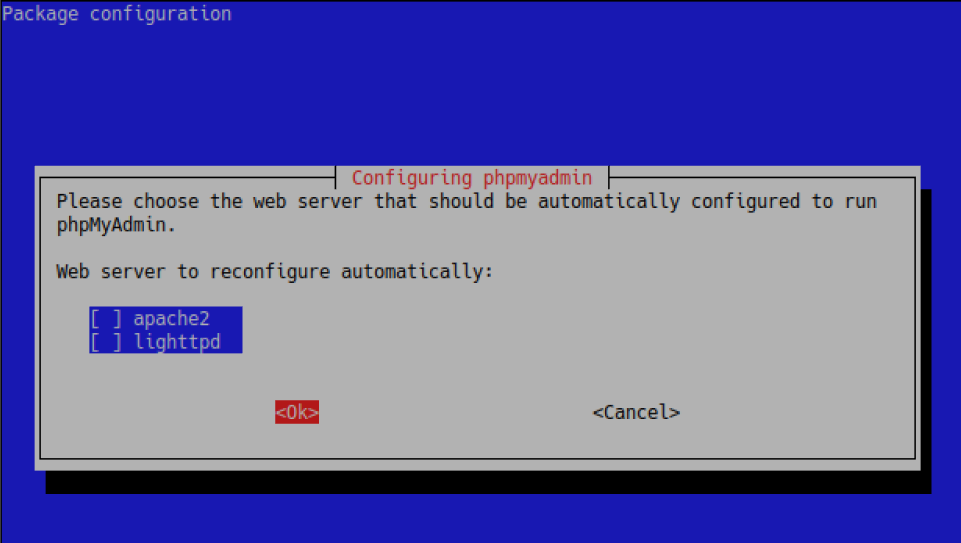 Package configuration
Configuring phpmyadmin
Please choose the web server that should be automatically configured to run
phpMyAdmin.
Web server to reconfigure automatically:
[ ] apache2
[ ] lighttpd
<Ok> <Cancel>